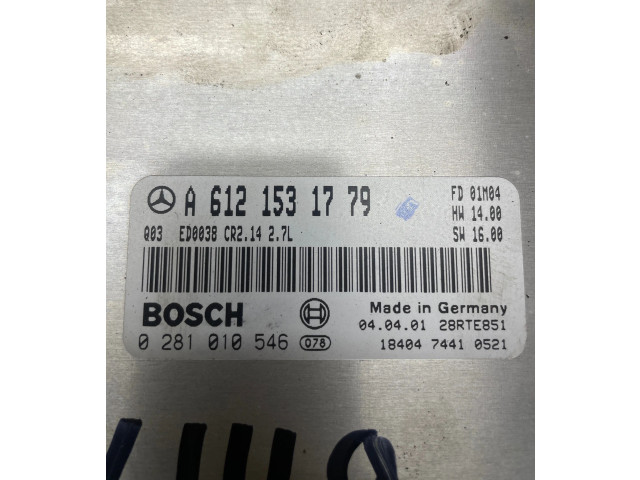 A 612 153 17 79
FD 01M04
HW 14.00
Q03 ED0038 CR2.14 2.7L
SW 16.00
BOSCH
Made in Germany
04.04.01 28RTE851
0 281 010 546 078
18404 7441 0521